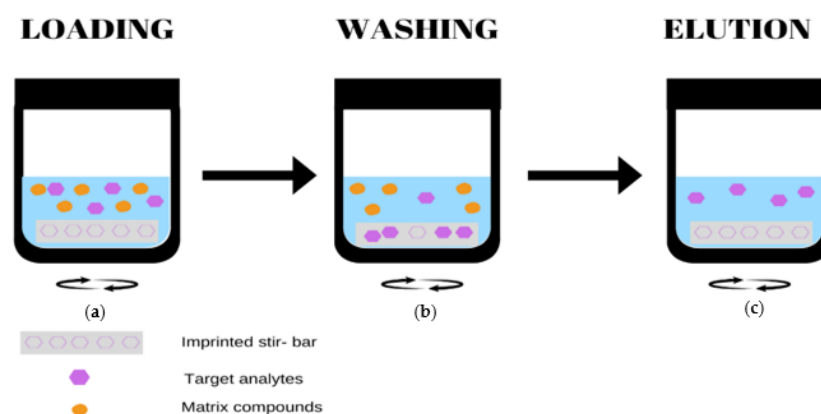 LOADING
WASHING
ELUTION
(a)
(b)
(c)
Imprinted stir- bar
Target analytes
Matrix compounds